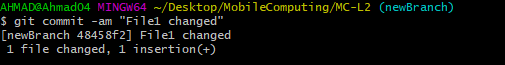 AHMAD@Ahmad04 MINGW64 ~/Desktop/MobileComputing/MC-L2 (newBranch)
$ git commit -am "File1 changed"
[newBranch 48458f2] File1 changed
 1 file changed, 1 insertion(+)